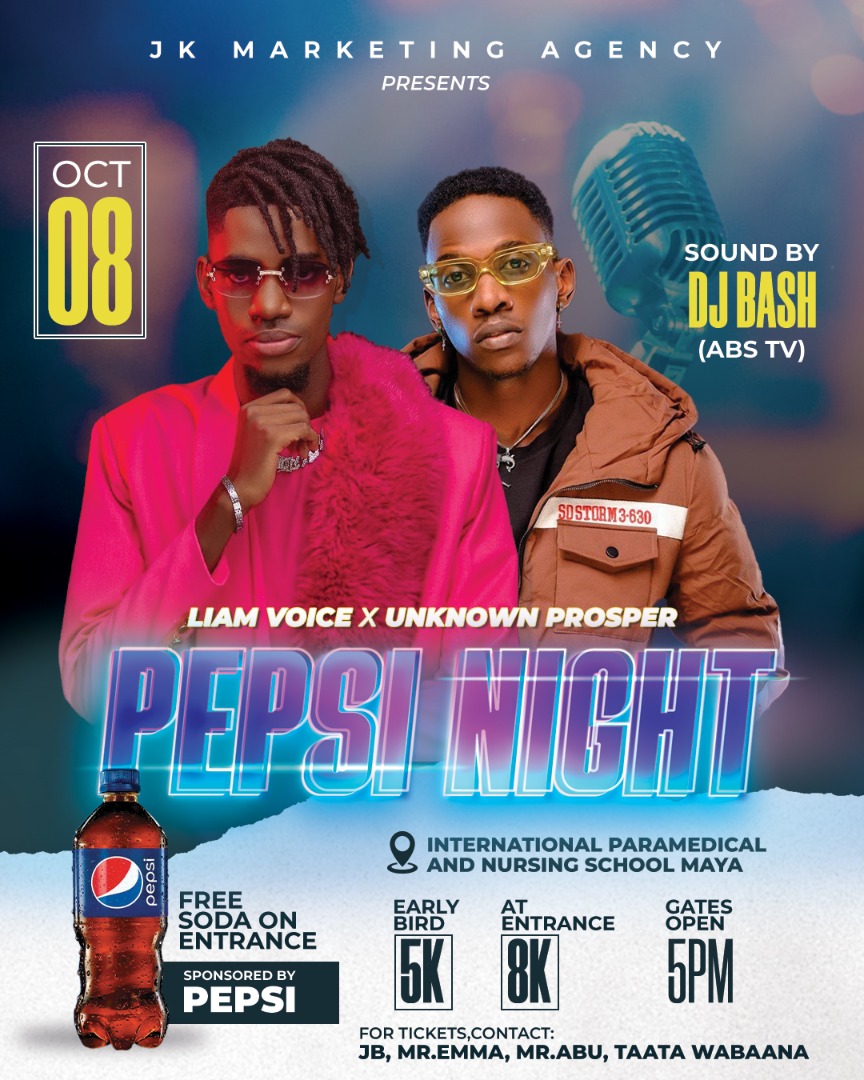 JK MARKETING AGENCY
PRESENTS
OCT
08
SOUND BY
DJ BASH
(ABS TV)
SDSTORM3-630
LIAM VOICE X UNKNOWN PROSPER
PEPSI NIGHT
INTERNATIONAL PARAMEDICAL
AND NURSING SCHOOL MAYA
pepsi
FREE
SODA ON
ENTRANCE
SPONSORED BY
PEPSI
EARLY
BIRD
5K
AT
ENTRANCE
8K
GATES
OPEN
5PM
FOR TICKETS,CONTACT:
JB, MR.EMMA, MR.ABU, TAATA WABAANA